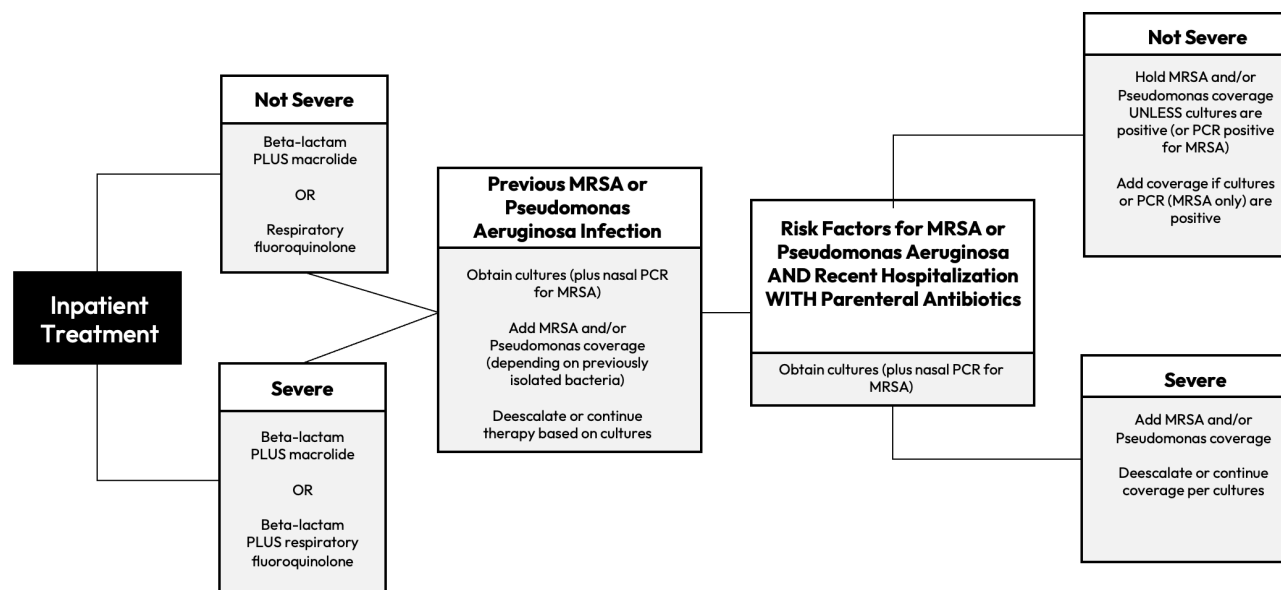 Inpatient
Treatment
Not Severe
Beta-lactam
PLUS macrolide
OR
Respiratory
fluoroquinolone
Severe
Beta-lactam
PLUS macrolide
OR
Beta-lactam
PLUS respiratory
fluoroquinolone
Previous MRSA or
Pseudomonas
Aeruginosa Infection
Obtain cultures (plus nasal PCR
for MRSA)
Add MRSA and/or
Pseudomonas coverage
(depending on previously
isolated bacteria)
Deescalate or continue
therapy based on cultures
Risk Factors for MRSA or
Pseudomonas Aeruginosa
AND Recent Hospitalization
WITH Parenteral Antibiotics
Obtain cultures (plus nasal PCR for
MRSA)
Not Severe
Hold MRSA and/or
Pseudomonas coverage
UNLESS cultures are
positive (or PCR positive
for MRSA)
Add coverage if cultures
or PCR (MRSA only) are
positive
Severe
Add MRSA and/or
Pseudomonas coverage
Deescalate or continue
coverage per cultures